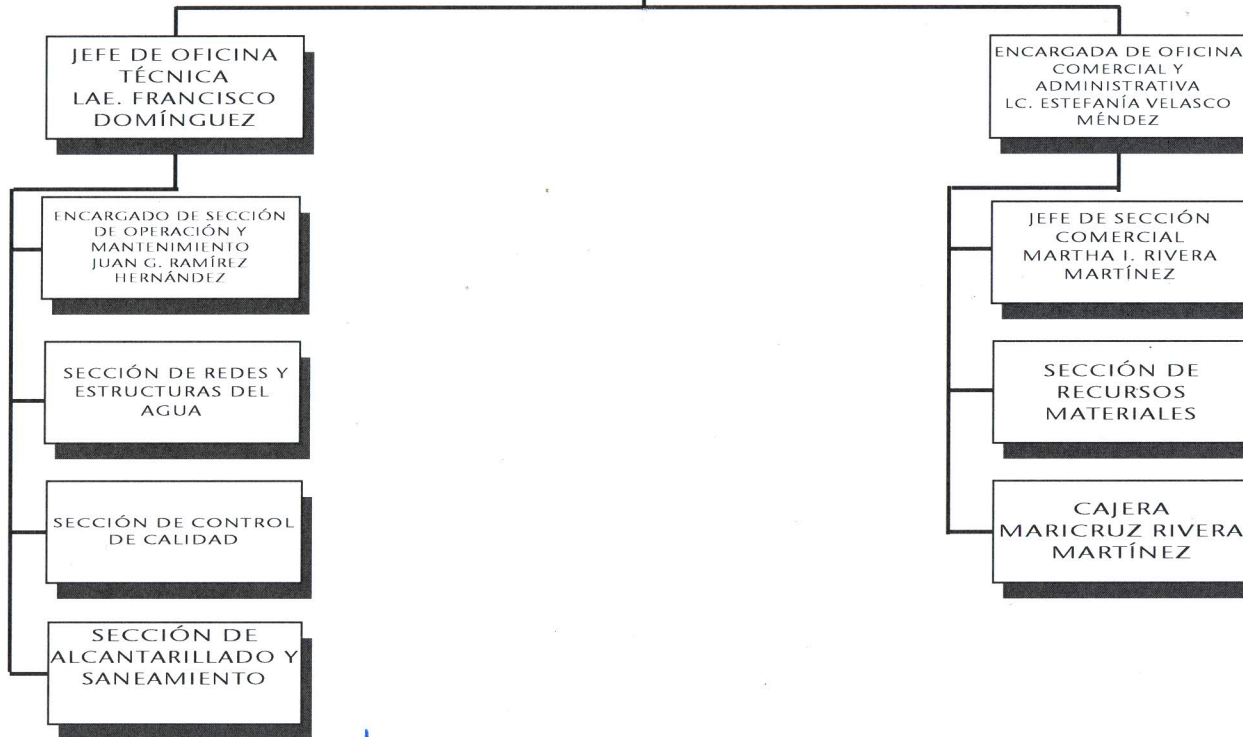 JEFE DE OFICINA
TÉCNICA
LAE. FRANCISCO
DOMÍNGUEZ
ENCARGADO DE SECCIÓN
DE OPERACIÓN Y
MANTENIMIENTO
JUAN G. RAMÍREZ
HERNÁNDEZ
SECCIÓN DE REDES Y
ESTRUCTURAS DEL
AGUA
SECCIÓN DE CONTROL
DE CALIDAD
SECCIÓN DE
ALCANTARILLADO Y
SANEAMIENTO
ENCARGADA DE OFICINA
COMERCIAL Y
ADMINISTRATIVA
LC. ESTEFANÍA VELASCO
MÉNDEZ
JEFE DE SECCIÓN
COMERCIAL
MARTHA I. RIVERA
MARTÍNEZ
SECCIÓN DE
RECURSOS
MATERIALES
CAJERA
MARICRUZ RIVERA
MARTÍNEZ